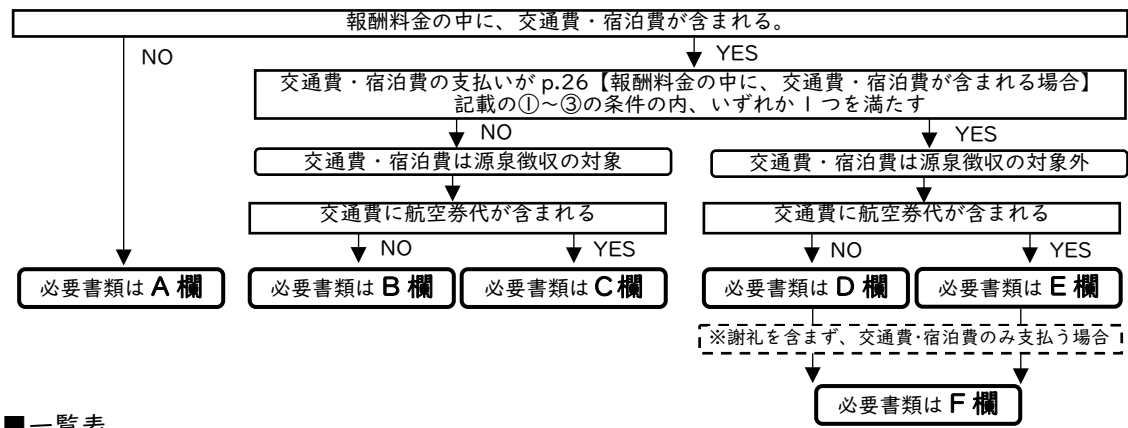 報酬料金の中に、交通費・宿泊費が含まれる。
NO
YES
交通費・宿泊費の支払いが p.26【報酬料金の中に、交通費・宿泊費が含まれる場合】
記載の①～③の条件の内、いずれか 1 つを満たす
NO
YES
交通費・宿泊費は源泉徴収の対象
交通費・宿泊費は源泉徴収の対象外
交通費に航空券代が含まれる
交通費に航空券代が含まれる
NO
YES
NO
YES
必要書類は A 欄
必要書類は B 欄
必要書類は C 欄
必要書類は D 欄
必要書類は E 欄
※謝礼を含まず、交通費・宿泊費のみ支払う場合
必要書類は F 欄
■一覧表